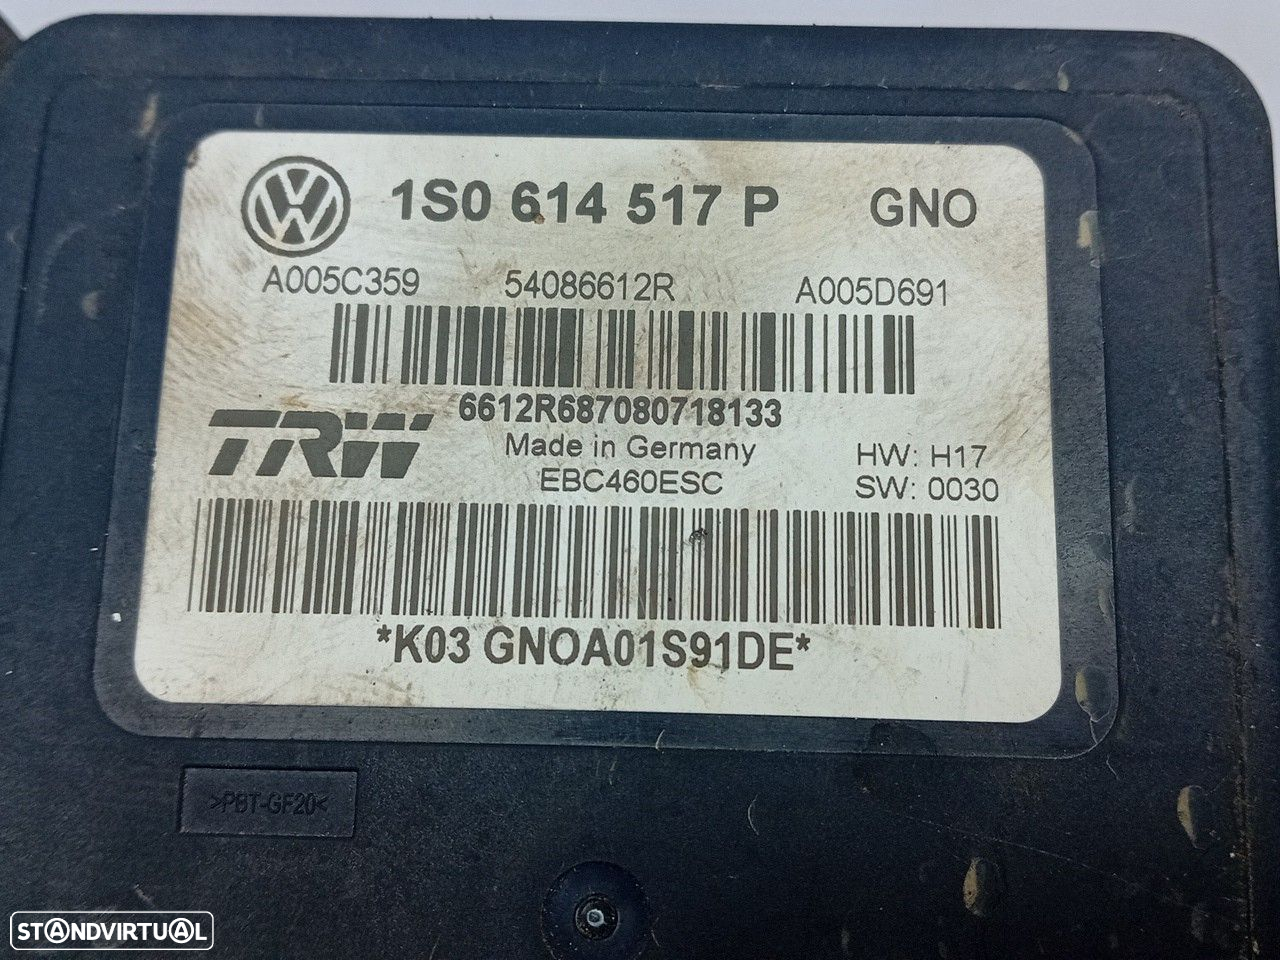 1S0 614 517 P GNO
A005C359 54086612R A005D691
6612R687080718133
TRW
Made in Germany
EBC460ESC
HW: H17
SW: 0030
*K03 GNOA01S91DE*
>PBT-GF20<
STANDVIRTUAL